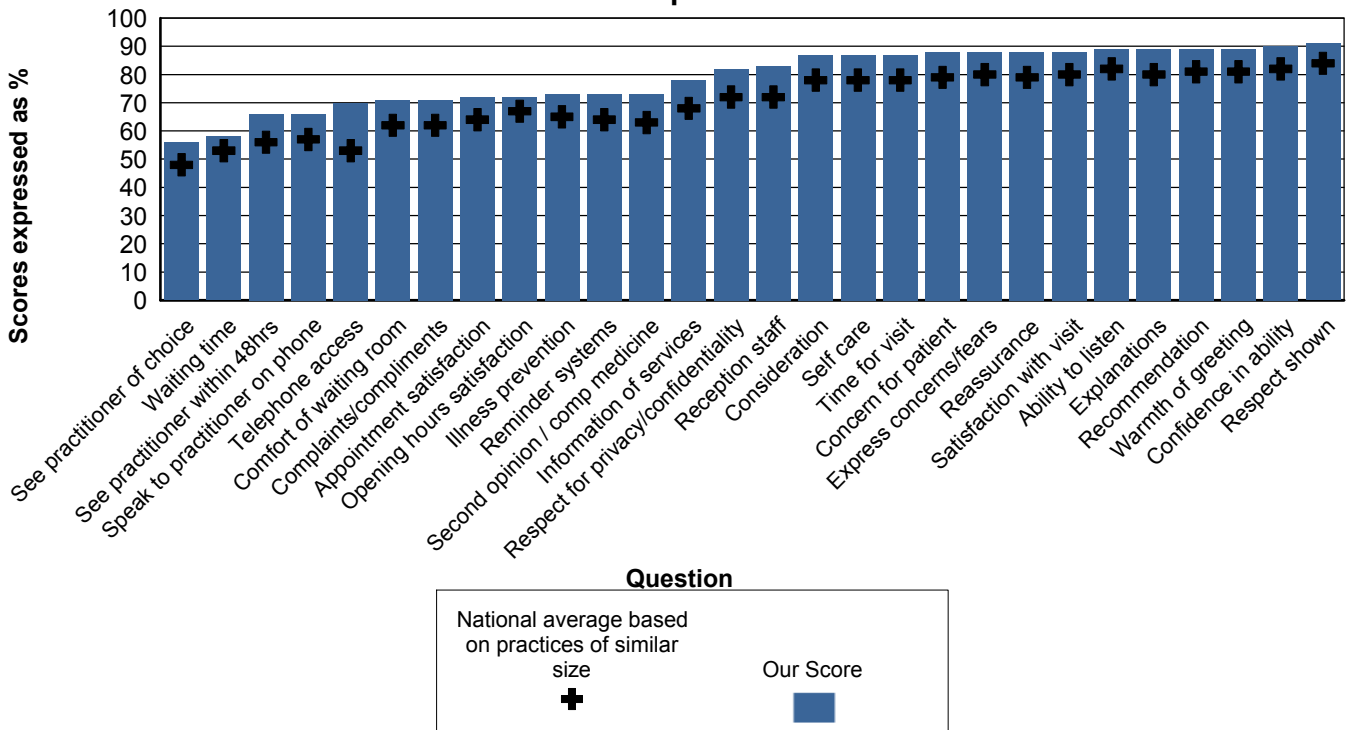 Scores expressed as %
100
90
80
70
60
50
40
30
20
10
0
See practitioner of choice
Waiting time
See practitioner within 48hrs
Speak to practitioner on phone
Telephone access
Comfort of waiting room
Complaints/compliments
Appointment satisfaction
Opening hours satisfaction
Illness prevention
Reminder systems
Second opinion / comp medicine
Information of services
Respect for privacy/confidentiality
Reception staff
Consideration
Self care
Time for visit
Concern for patient
Express concerns/fears
Reassurance
Satisfaction with visit
Ability to listen
Explanations
Recommendation
Warmth of greeting
Confidence in ability
Respect shown
Question
National average based
on practices of similar
size
Our Score